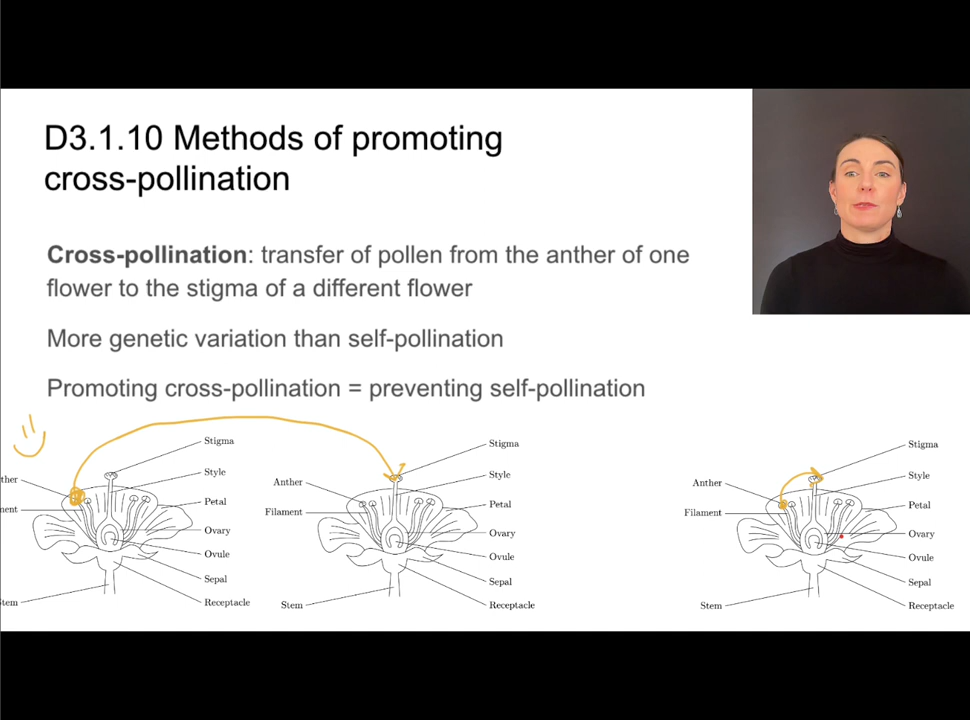 D3.1.10 Methods of promoting
cross-pollination
Cross-pollination: transfer of pollen from the anther of one
flower to the stigma of a different flower
More genetic variation than self-pollination
Promoting cross-pollination = preventing self-pollination
ther
ment
Stem
Stigma
Style
Petal
Ovary
Ovule
Sepal
Receptacle
Anther
Filament
Stem
Stigma
Style
Petal
Ovary
Ovule
Sepal
Receptacle
Anther
Filament
Stem
Stigma
Style
Petal
Ovary
Ovule
Sepal
Receptacle